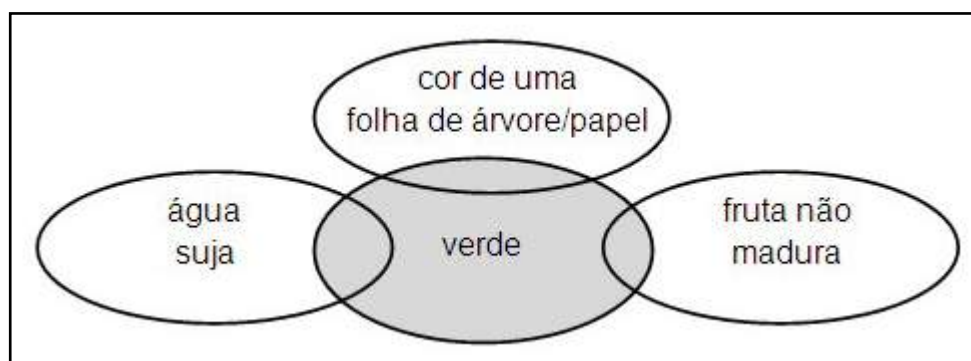 cor de uma
folha de árvore/papel
água
suja
verde
fruta não
madura